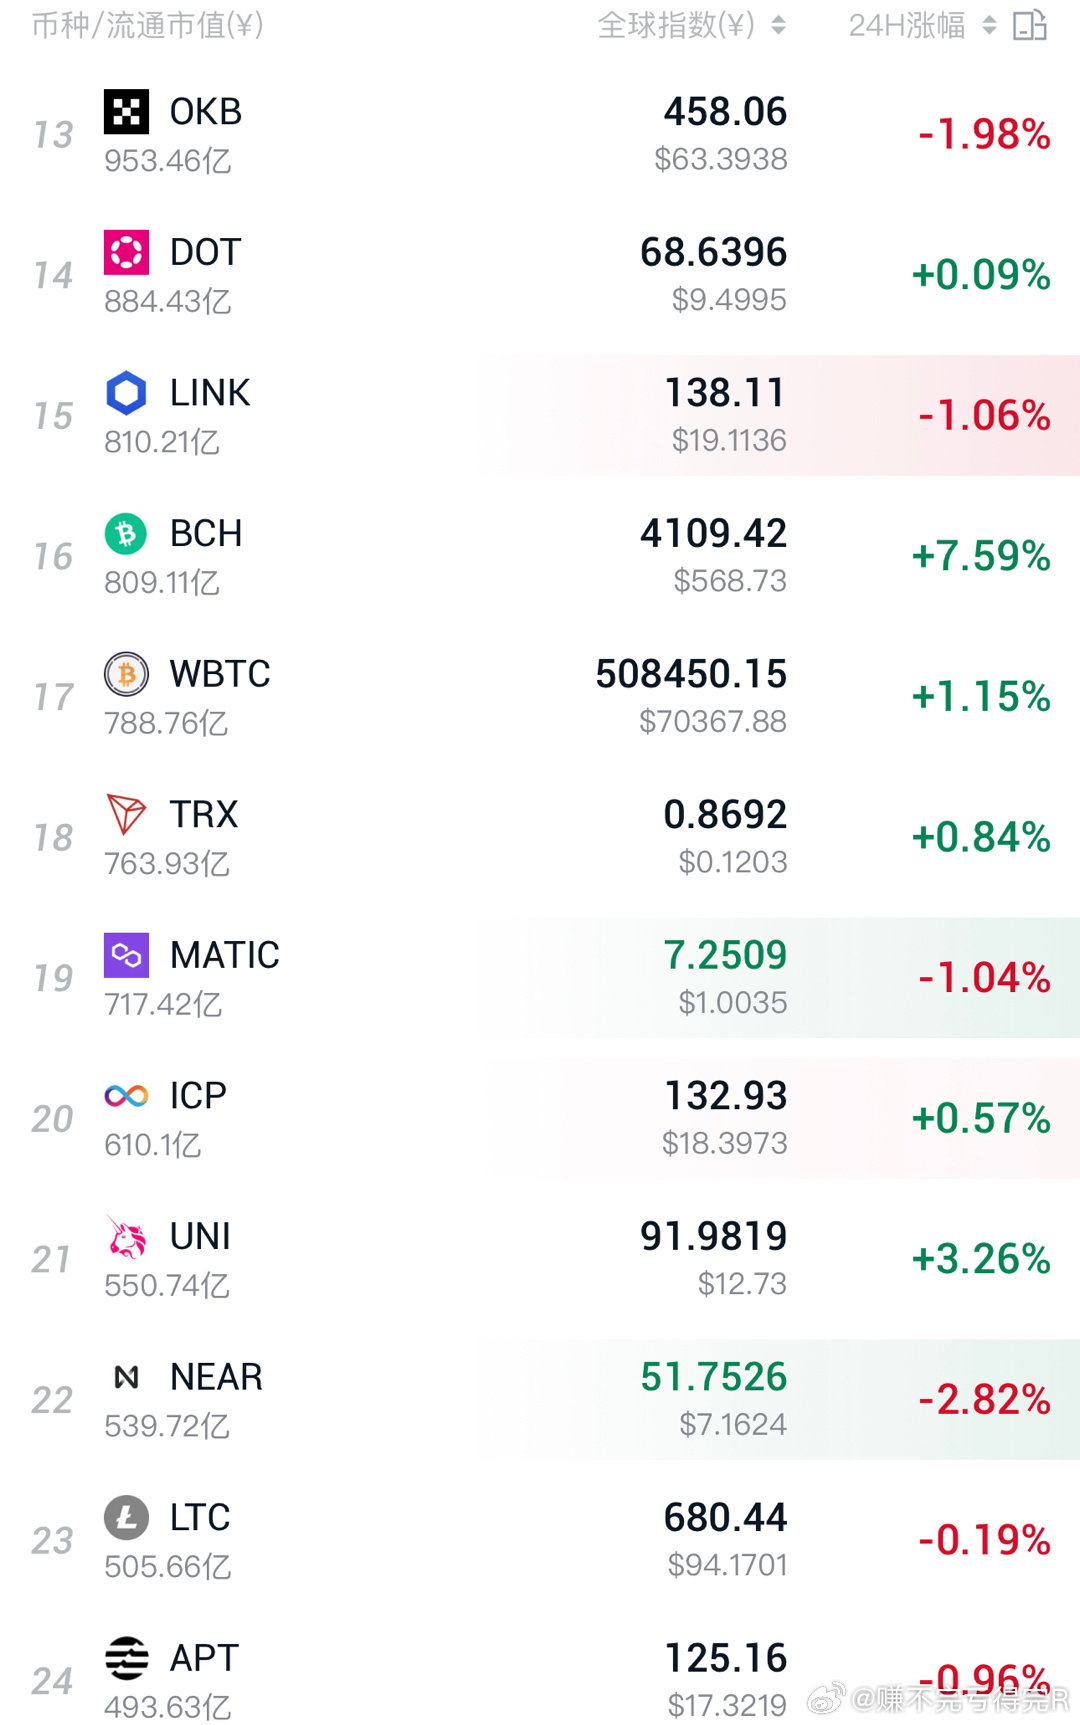 币种/流通市值(¥) 全球指数(¥) 24H涨幅
13 OKB 458.06 -1.98%
953.46亿 $63.3938
14 DOT 68.6396 +0.09%
884.43亿 $9.4995
15 LINK 138.11 -1.06%
810.21亿 $19.1136
16 BCH 4109.42 +7.59%
809.11亿 $568.73
17 WBTC 508450.15 +1.15%
788.76亿 $70367.88
18 TRX 0.8692 +0.84%
763.93亿 $0.1203
19 MATIC 7.2509 -1.04%
717.42亿 $1.0035
20 ICP 132.93 +0.57%
610.1亿 $18.3973
21 UNI 91.9819 +3.26%
550.74亿 $12.73
22 NEAR 51.7526 -2.82%
539.72亿 $7.1624
23 LTC 680.44 -0.19%
505.66亿 $94.1701
24 APT 125.16 -0.96%
493.63亿 $17.3219
@赚不完亏得完R